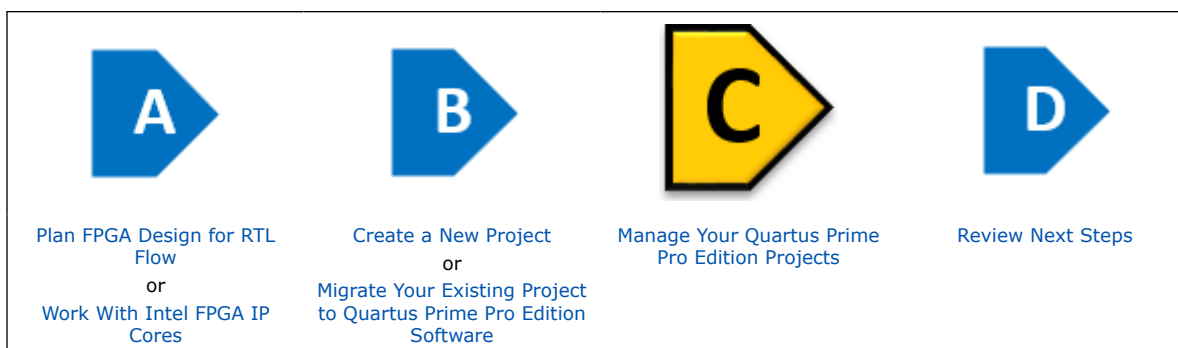 A
B
C
D
Plan FPGA Design for RTL
Flow
or
Work With Intel FPGA IP
Cores
Create a New Project
or
Migrate Your Existing Project
to Quartus Prime Pro Edition
Software
Manage Your Quartus Prime
Pro Edition Projects
Review Next Steps